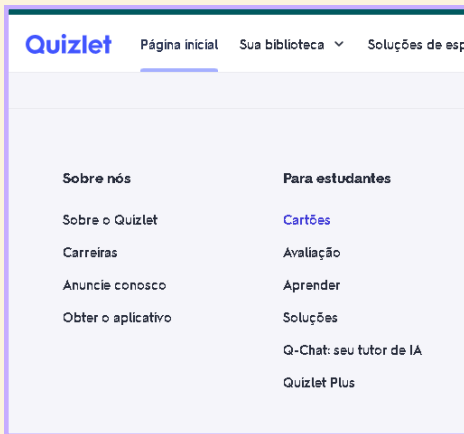 Quizlet
Página inicial
Sua biblioteca
Soluções de esp
Sobre nós
Sobre o Quizlet
Carreiras
Anuncie conosco
Obter o aplicativo
Para estudantes
Cartões
Avaliação
Aprender
Soluções
Q-Chat: seu tutor de IA
Quizlet Plus